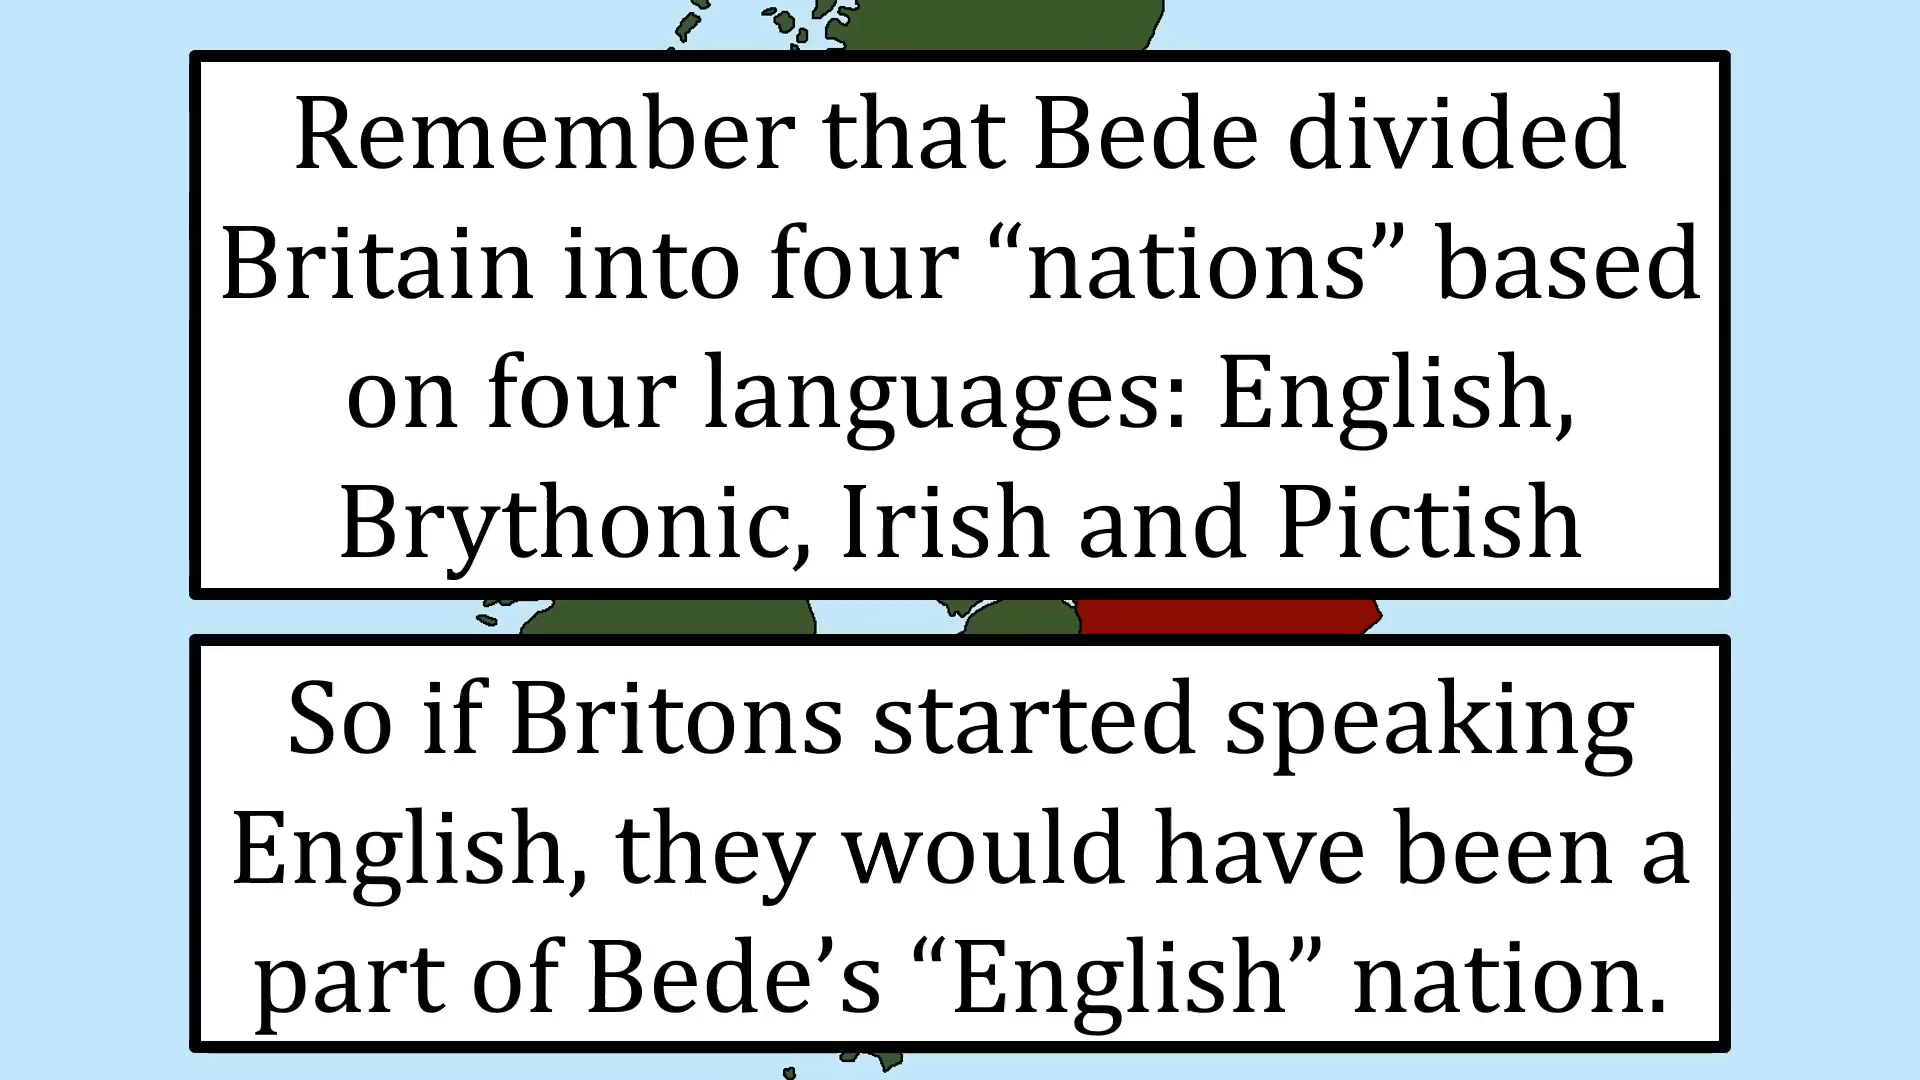 Remember that Bede divided
Britain into four “nations” based
on four languages: English,
Brythonic, Irish and Pictish
So if Britons started speaking
English, they would have been a
part of Bede’s “English” nation.